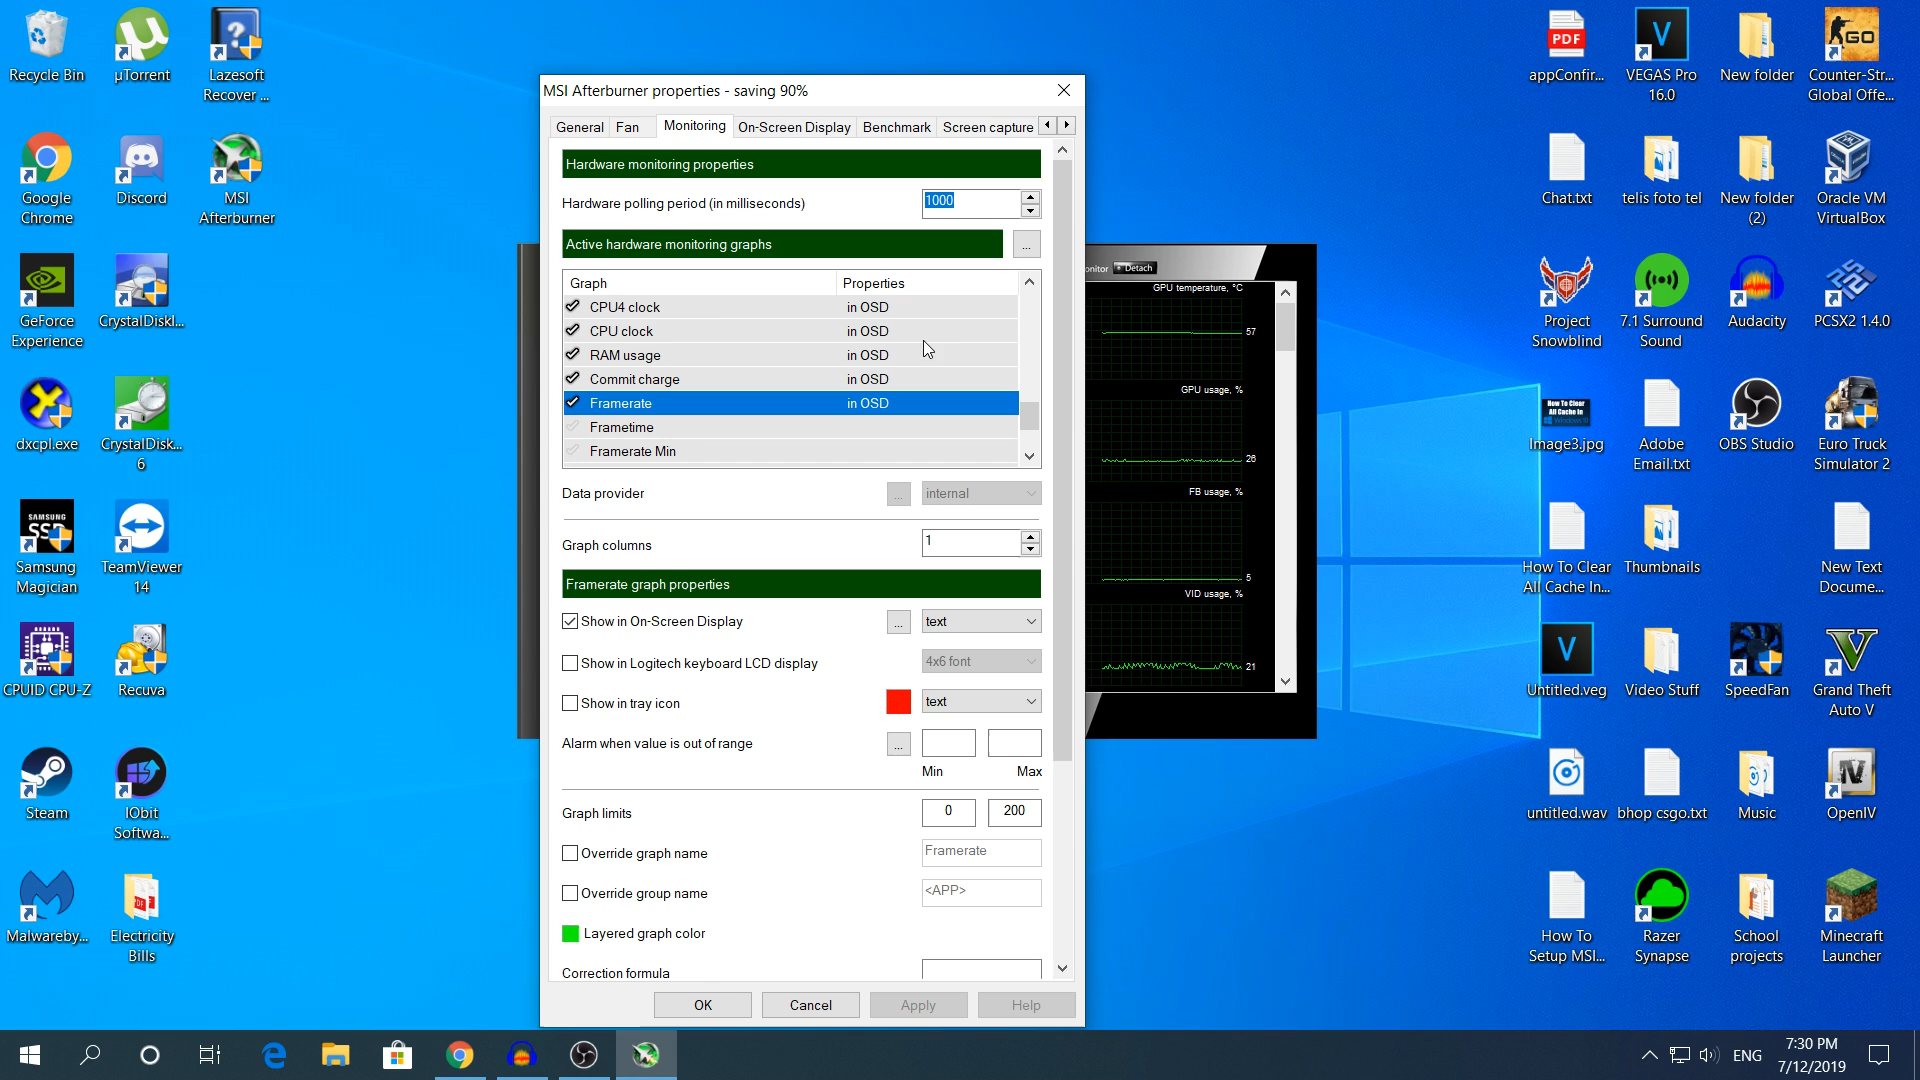 Recycle Bin
µTorrent
Lazesoft
Recover ...
Google
Chrome
Discord
MSI
Afterburner
GeForce
Experience
CrystalDiskI...
dxcpl.exe
CrystalDisk...
6
SAMSUNG
SSD
Samsung
Magician
TeamViewer
14
CPUID CPU-Z
Recuva
Steam
IObit
Softwa...
Malwareby...
Electricity
Bills
MSI Afterburner properties - saving 90%
General
Fan
Monitoring
On-Screen Display
Benchmark
Screen capture
Hardware monitoring properties
Hardware polling period (in milliseconds)
1000
Active hardware monitoring graphs
...
Graph
Properties
CPU4 clock
in OSD
CPU clock
in OSD
RAM usage
in OSD
Commit charge
in OSD
Framerate
in OSD
Frametime
Framerate Min
Data provider
...
internal
Graph columns
1
Framerate graph properties
Show in On-Screen Display
...
text
Show in Logitech keyboard LCD display
4x6 font
Show in tray icon
text
Alarm when value is out of range
...
Min
Max
Graph limits
0
200
Override graph name
Framerate
Override group name
<APP>
Layered graph color
Correction formula
OK
Cancel
Apply
Help
onitor
Detach
GPU temperature, °C
57
GPU usage, %
26
FB usage, %
5
VID usage, %
21
PDF
appConfir...
VEGAS Pro
16.0
New folder
GO
Counter-Str...
Global Offe...
Chat.txt
telis foto tel
New folder
(2)
Oracle VM
VirtualBox
Project
Snowblind
7.1 Surround
Sound
Audacity
PCSX2 1.4.0
How To Clear
All Cache In
Image3.jpg
Adobe
Email.txt
OBS Studio
Euro Truck
Simulator 2
How To Clear
All Cache In...
Thumbnails
New Text
Docume...
Untitled.veg
Video Stuff
SpeedFan
Grand Theft
Auto V
untitled.wav
bhop csgo.txt
Music
OpenIV
How To
Setup MSI...
Razer
Synapse
School
projects
Minecraft
Launcher
ENG
7:30 PM
7/12/2019